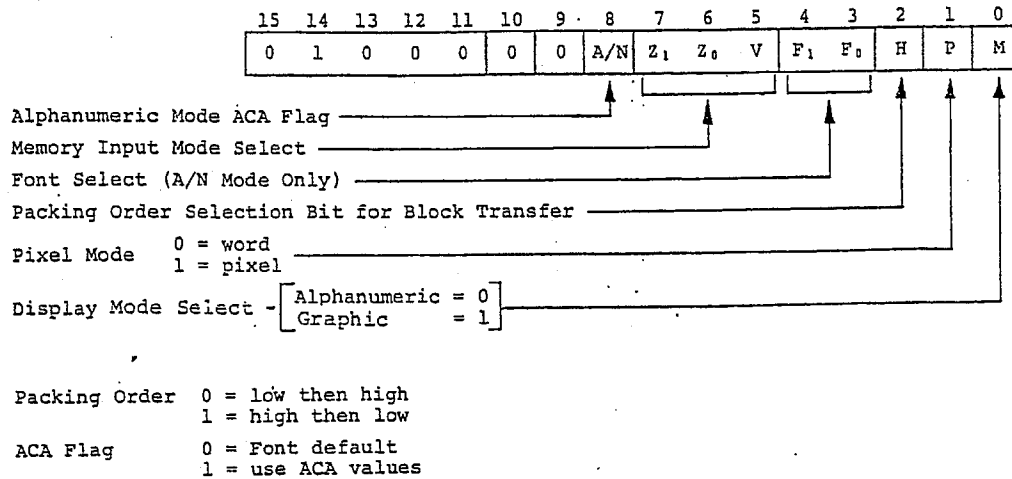 15 14 13 12 11 10 9 8 7 6 5 4 3 2 1 0
0 1 0 0 0 0 0 A/N Z₁ Z₀ V F₁ F₀ H P M
Alphanumeric Mode ACA Flag
Memory Input Mode Select
Font Select (A/N Mode Only)
Packing Order Selection Bit for Block Transfer
Pixel Mode 0 = word
1 = pixel
Display Mode Select - Alphanumeric = 0
Graphic = 1
Packing Order 0 = low then high
1 = high then low
ACA Flag 0 = Font default
1 = use ACA values